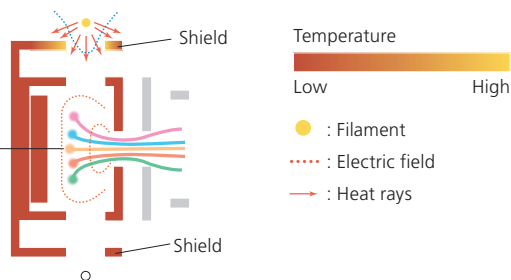 Shield
Temperature
Low High
: Filament
: Electric field
: Heat rays
Shield